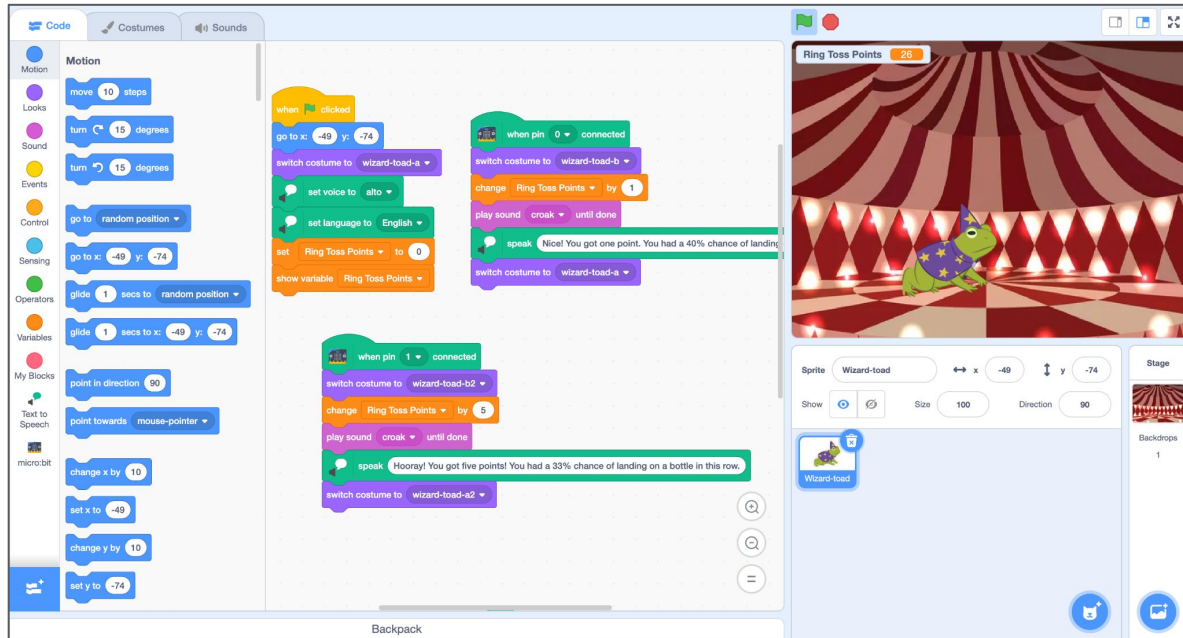 Code
Costumes
Sounds
Motion
Looks
Sound
Events
Control
Sensing
Operators
Variables
My Blocks
Text to
Speech
micro:bit
Motion
move 10 steps
turn 15 degrees
turn 15 degrees
go to random position
go to x: -49 y: -74
glide 1 secs to random position
glide 1 secs to x: -49 y: -74
point in direction 90
point towards mouse-pointer
change x by 10
set x to -49
change y by 10
set y to -74
when clicked
go to x: -49 y: -74
switch costume to wizard-toad-a
set voice to alto
set language to English
set Ring Toss Points to 0
show variable Ring Toss Points
when pin 0 connected
switch costume to wizard-toad-b
change Ring Toss Points by 1
play sound croak until done
speak Nice! You got one point. You had a 40% chance of landing
switch costume to wizard-toad-a
when pin 1 connected
switch costume to wizard-toad-b2
change Ring Toss Points by 5
play sound croak until done
speak Hooray! You got five points! You had a 33% chance of landing on a bottle in this row.
switch costume to wizard-toad-a2
Backpack
Ring Toss Points 26
Sprite Wizard-toad x -49 y -74
Show Size 100 Direction 90
Wizard-toad
Stage
Backdrops
1